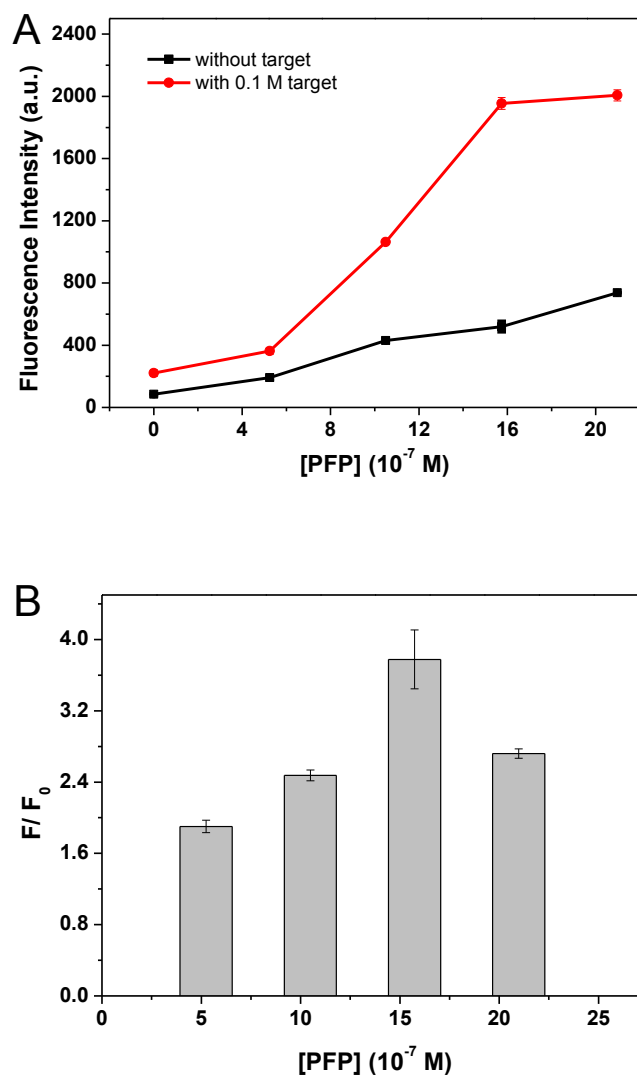 A
2400
without target
with 0.1 M target
2000
1600
1200
800
400
0
Fluorescence Intensity (a.u.)
0 4 8 12 16 20
[PFP] (10⁻⁷ M)
B
4.0
3.2
2.4
1.6
0.8
0.0
F/ F₀
0 5 10 15 20 25
[PFP] (10⁻⁷ M)